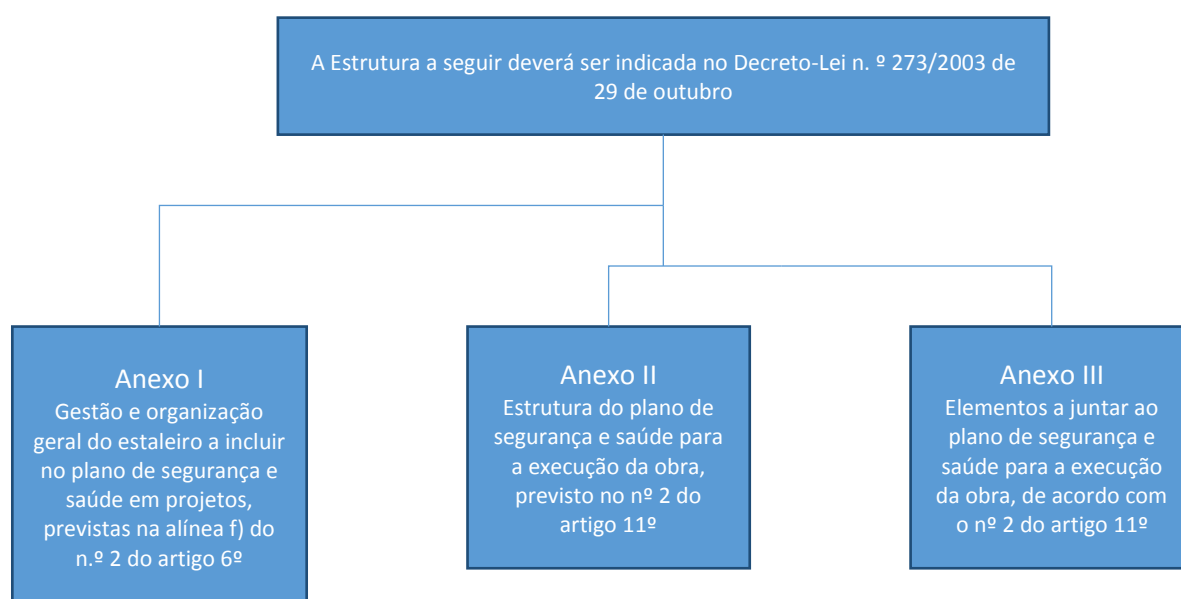 A Estrutura a seguir deverá ser indicada no Decreto-Lei n. º 273/2003 de
29 de outubro
Anexo I
Gestão e organização
geral do estaleiro a incluir
no plano de segurança e
saúde em projetos,
previstas na alínea f) do
n.º 2 do artigo 6º
Anexo II
Estrutura do plano de
segurança e saúde para
a execução da obra,
previsto no nº 2 do
artigo 11º
Anexo III
Elementos a juntar ao
plano de segurança e
saúde para a execução
da obra, de acordo com
o nº 2 do artigo 11º